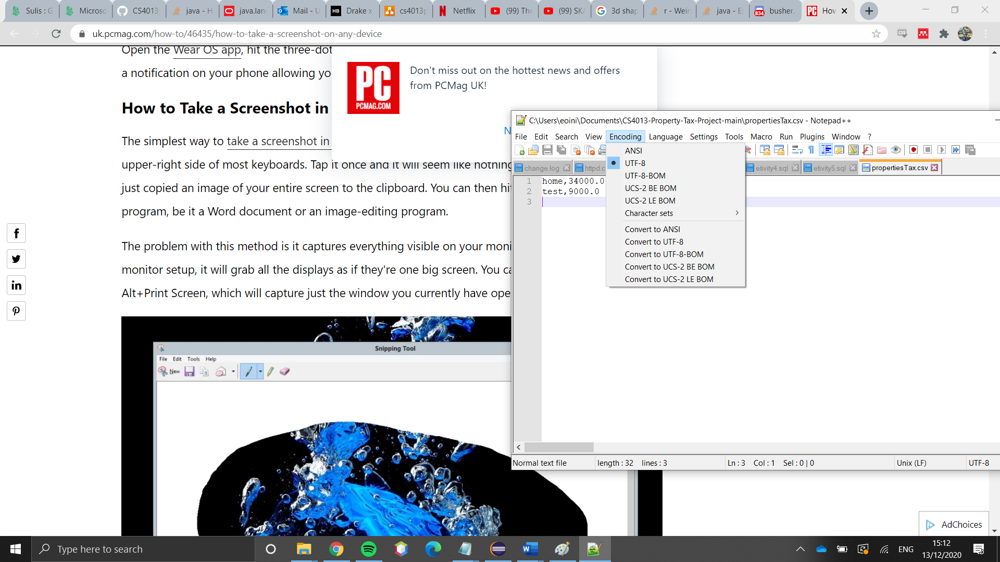 Sulis : G
Microso
CS4013
java - H
java.lan
Mail - U
HB
Drake x
cs4013p
Netflix
(99) The
(99) SKA
3d shap
r - Wein
java - E
834
busher,
PC
How
uk.pcmag.com/how-to/46435/how-to-take-a-screenshot-on-any-device
CSS
Open the Wear OS app, hit the three-dot
a notification on your phone allowing yo
How to Take a Screenshot in
The simplest way to take a screenshot in
upper-right side of most keyboards. Tap it once and it will seem like nothing
just copied an image of your entire screen to the clipboard. You can then hi
program, be it a Word document or an image-editing program.
The problem with this method is it captures everything visible on your moni
monitor setup, it will grab all the displays as if they're one big screen. You ca
Alt+Print Screen, which will capture just the window you currently have ope
PC
PCMAG.COM
Don't miss out on the hottest news and offers
from PCMag UK!
N
C:\Users\eoini\Documents\CS4013-Property-Tax-Project-main\propertiesTax.csv - Notepad++
File Edit Search View Encoding Language Settings Tools Macro Run Plugins Window ?
change.log
httpd.c
etivity4.sql
etivity5.sql
propertiesTax.csv
1 home,34000.0
2 test,9000.0
3
ANSI
UTF-8
UTF-8-BOM
UCS-2 BE BOM
UCS-2 LE BOM
Character sets
Convert to ANSI
Convert to UTF-8
Convert to UTF-8-BOM
Convert to UCS-2 BE BOM
Convert to UCS-2 LE BOM
Normal text file
length : 32 lines : 3
Ln : 3 Col : 1 Sel : 0 | 0
Unix (LF)
UTF-8
Snipping Tool
File Edit Tools Help
New
AdChoices
Type here to search
ENG
15:12
13/12/2020